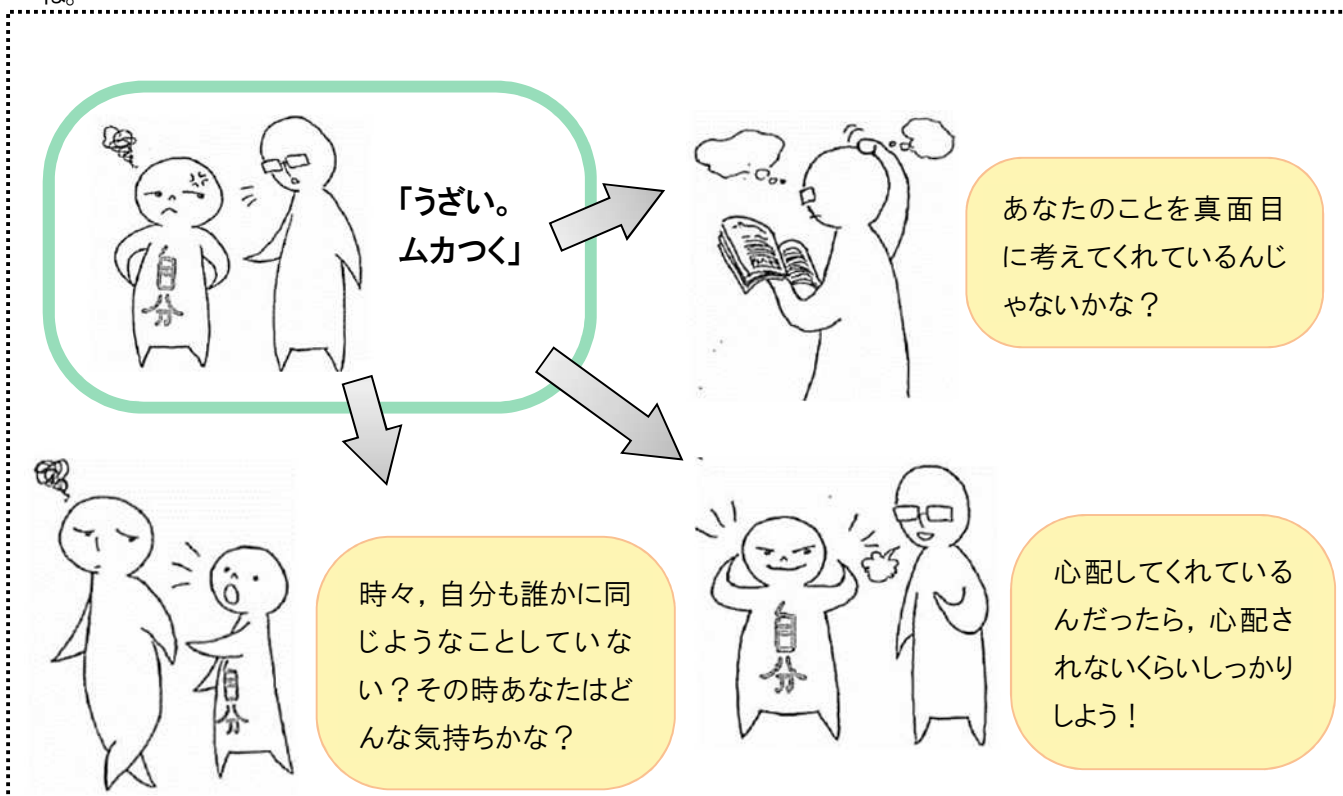 は。
「うざい。
ムカつく」
自分
あなたのことを真面目
に考えてくれているんじ
ゃないかな？
時々，自分も誰かに同
じようなことしていな
い？その時あなたはど
んな気持ちかな？
自分
心配してくれている
んだったら，心配さ
れないくらいしっかり
しよう！
自分